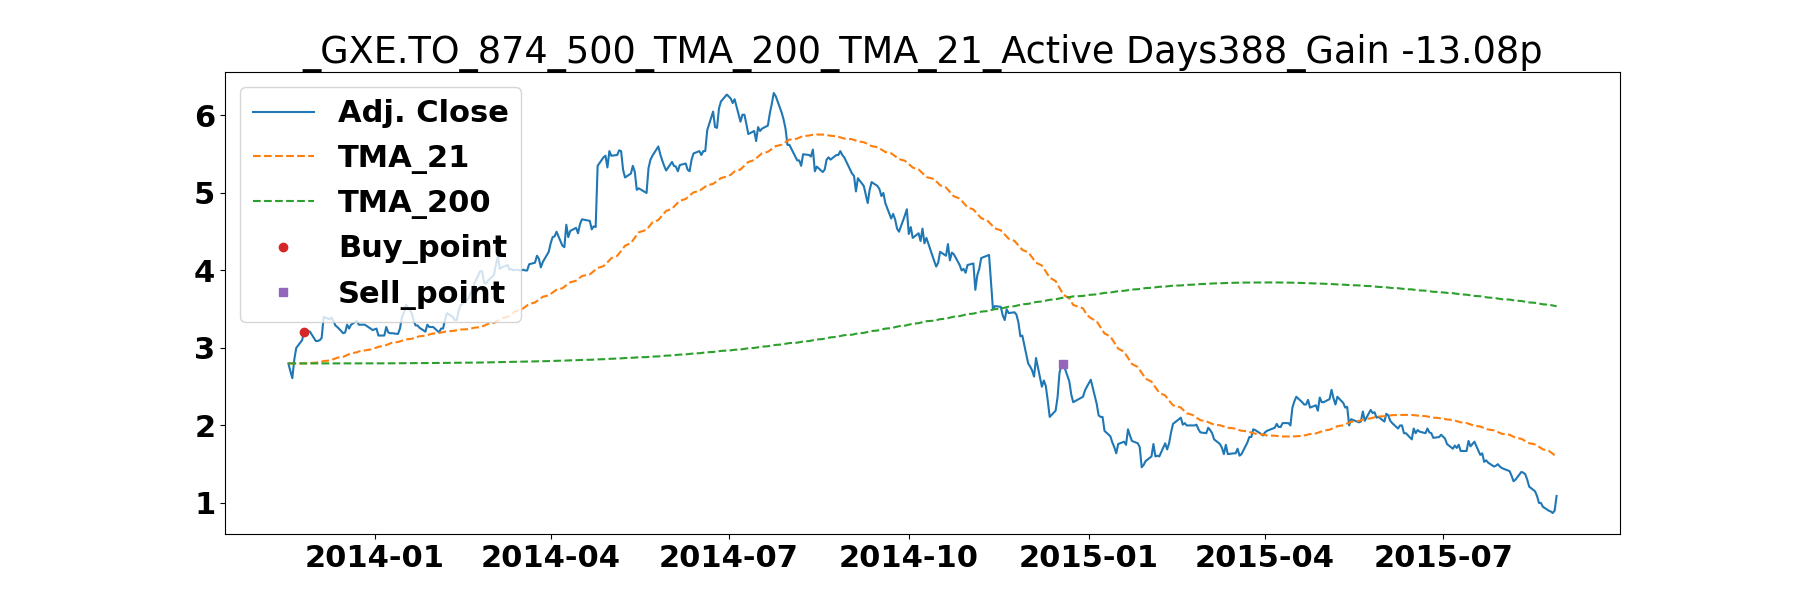 _GXE.TO_874_500_TMA_200_TMA_21_Active Days388_Gain -13.08p
Adj. Close
TMA_21
TMA_200
Buy_point
Sell_point
6
5
4
3
2
1
2014-01 2014-04 2014-07 2014-10 2015-01 2015-04 2015-07